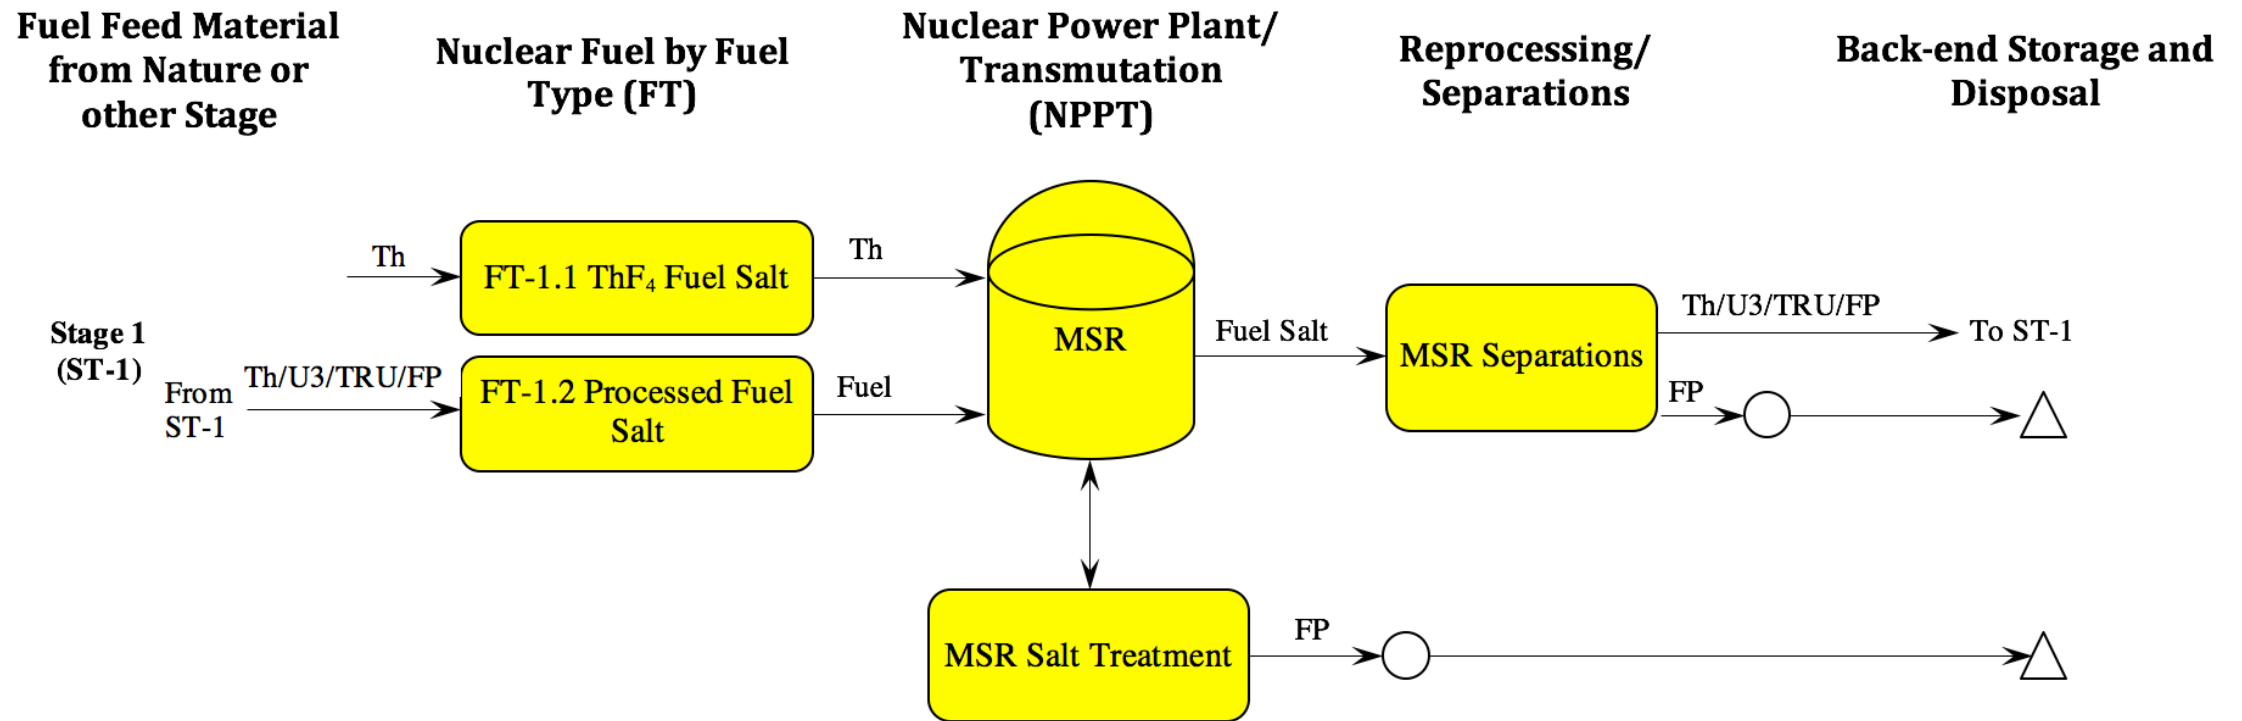 Fuel Feed Material
from Nature or
other Stage
Nuclear Fuel by Fuel
Type (FT)
Nuclear Power Plant/
Transmutation
(NPPT)
Reprocessing/
Separations
Back-end Storage and
Disposal
Stage 1
(ST-1)
Th
FT-1.1 ThF₄ Fuel Salt
Th
From
ST-1
Th/U3/TRU/FP
FT-1.2 Processed Fuel
Salt
Fuel
MSR
Fuel Salt
MSR Separations
Th/U3/TRU/FP
To ST-1
FP
MSR Salt Treatment
FP